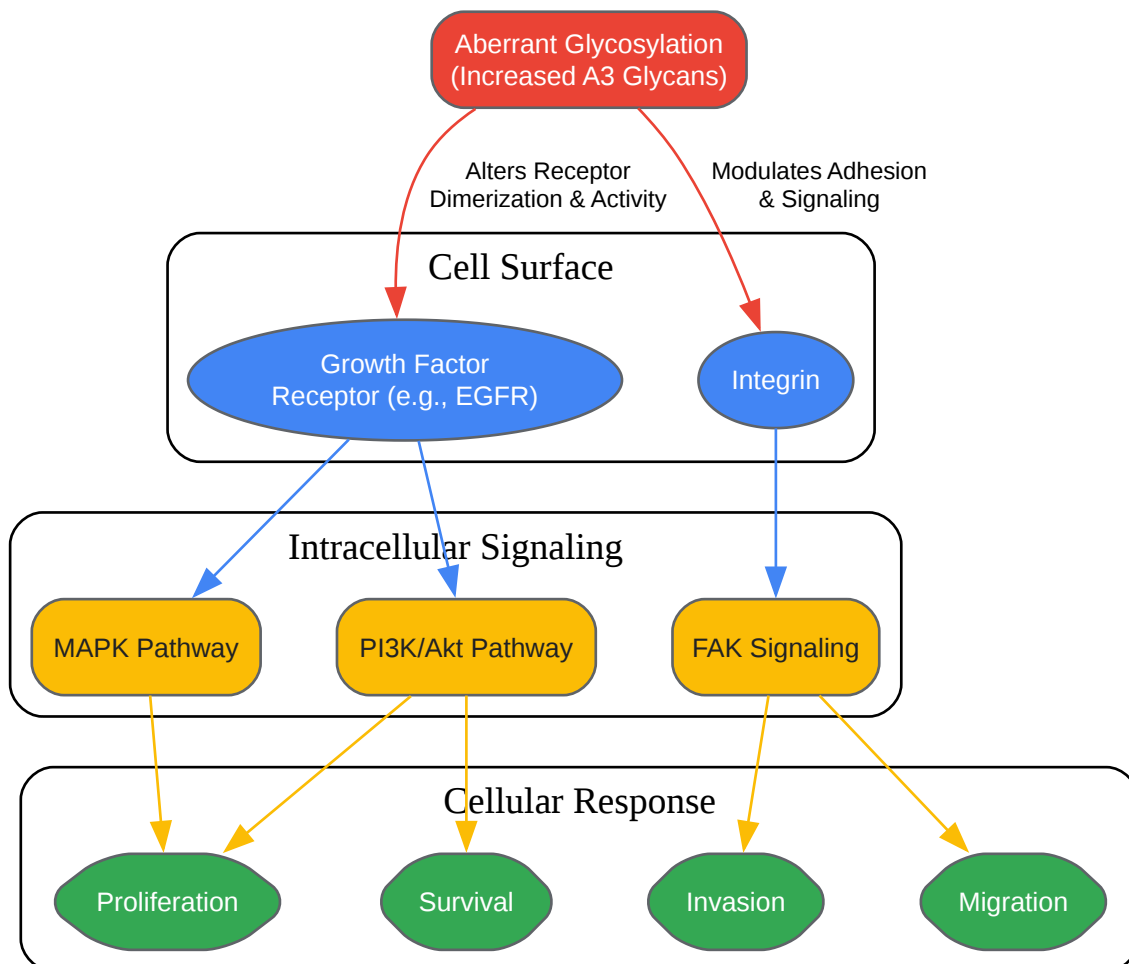 Aberrant Glycosylation
(Increased A3 Glycans)
Alters Receptor
Dimerization & Activity
Modulates Adhesion
& Signaling
Cell Surface
Growth Factor
Receptor (e.g., EGFR)
Integrin
Intracellular Signaling
MAPK Pathway
PI3K/Akt Pathway
FAK Signaling
Cellular Response
Proliferation
Survival
Invasion
Migration